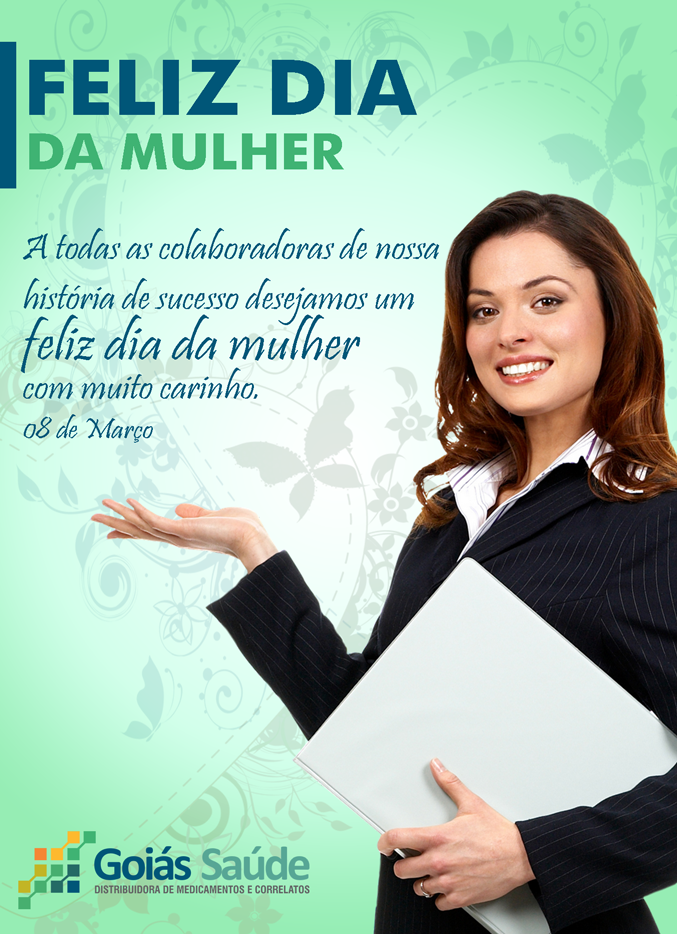 FELIZ DIA
DA MULHER
A todas as colaboradoras de nossa
história de sucesso desejamos um
feliz dia da mulher
com muito carinho.
08 de Março
Goiás Saúde
DISTRIBUIDORA DE MEDICAMENTOS E CORRELATOS